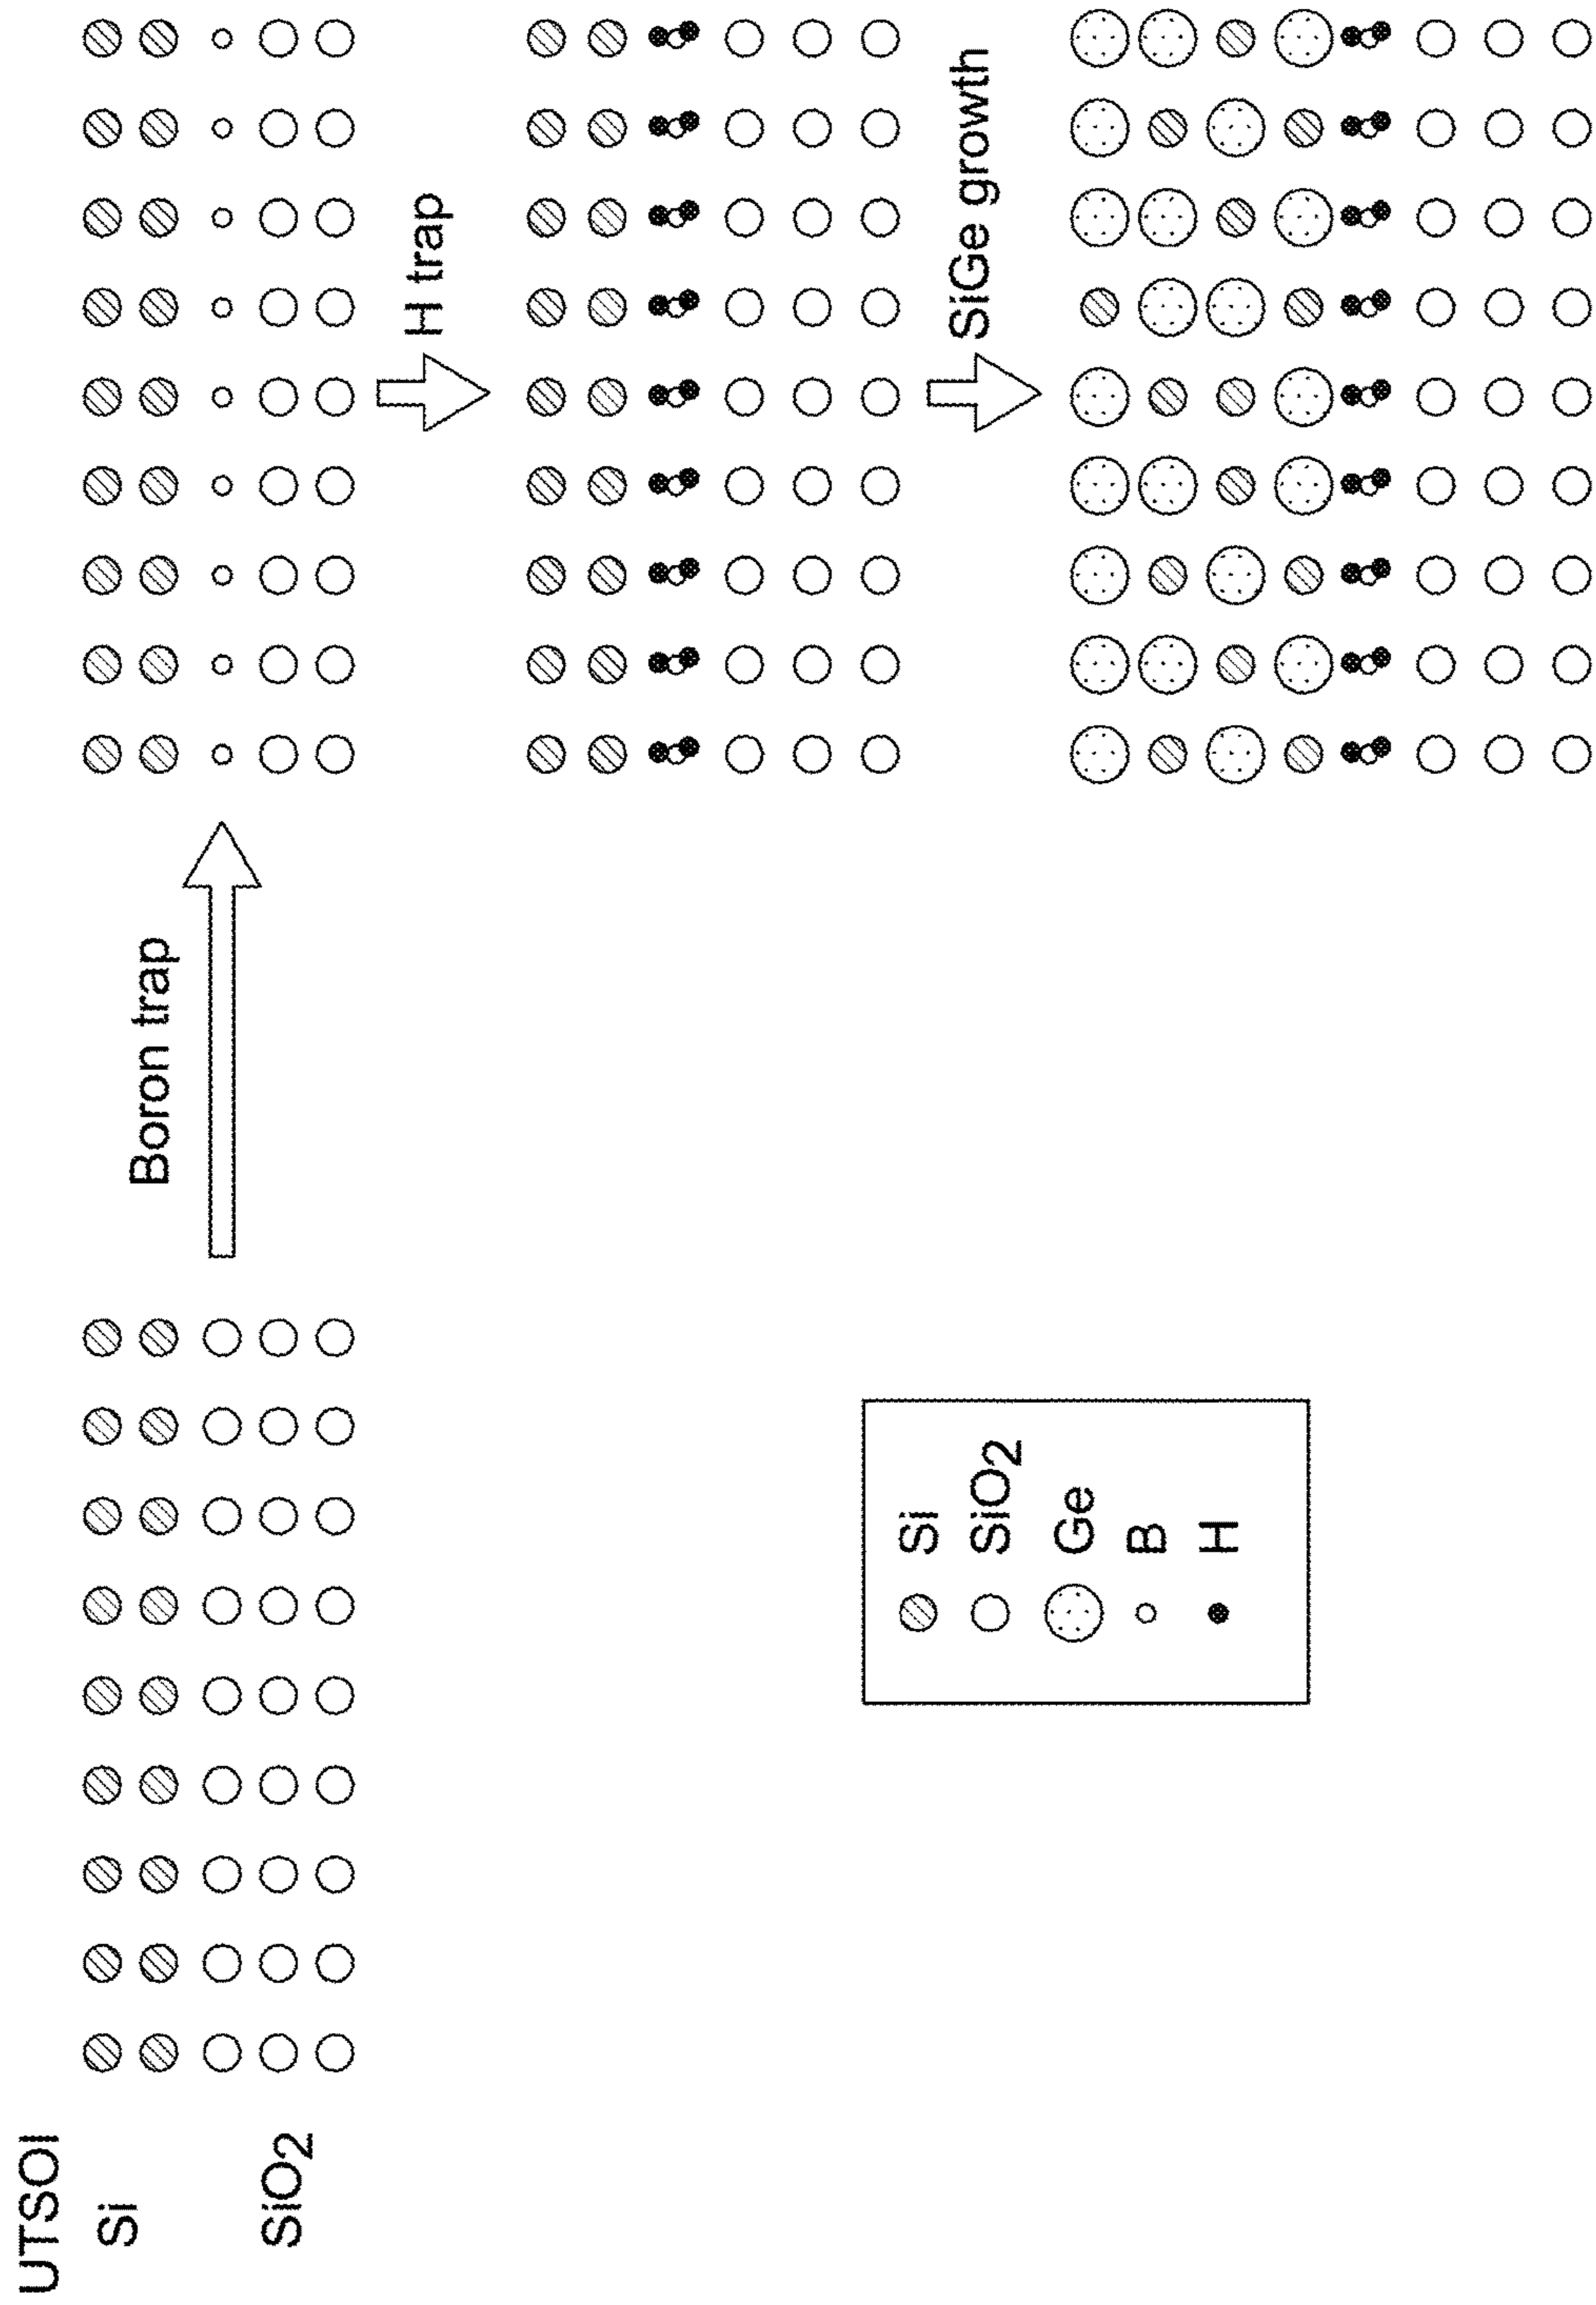 UTSOI
Si
SiO2
Boron trap
H trap
SiGe growth
Si
SiO2
Ge
B
H